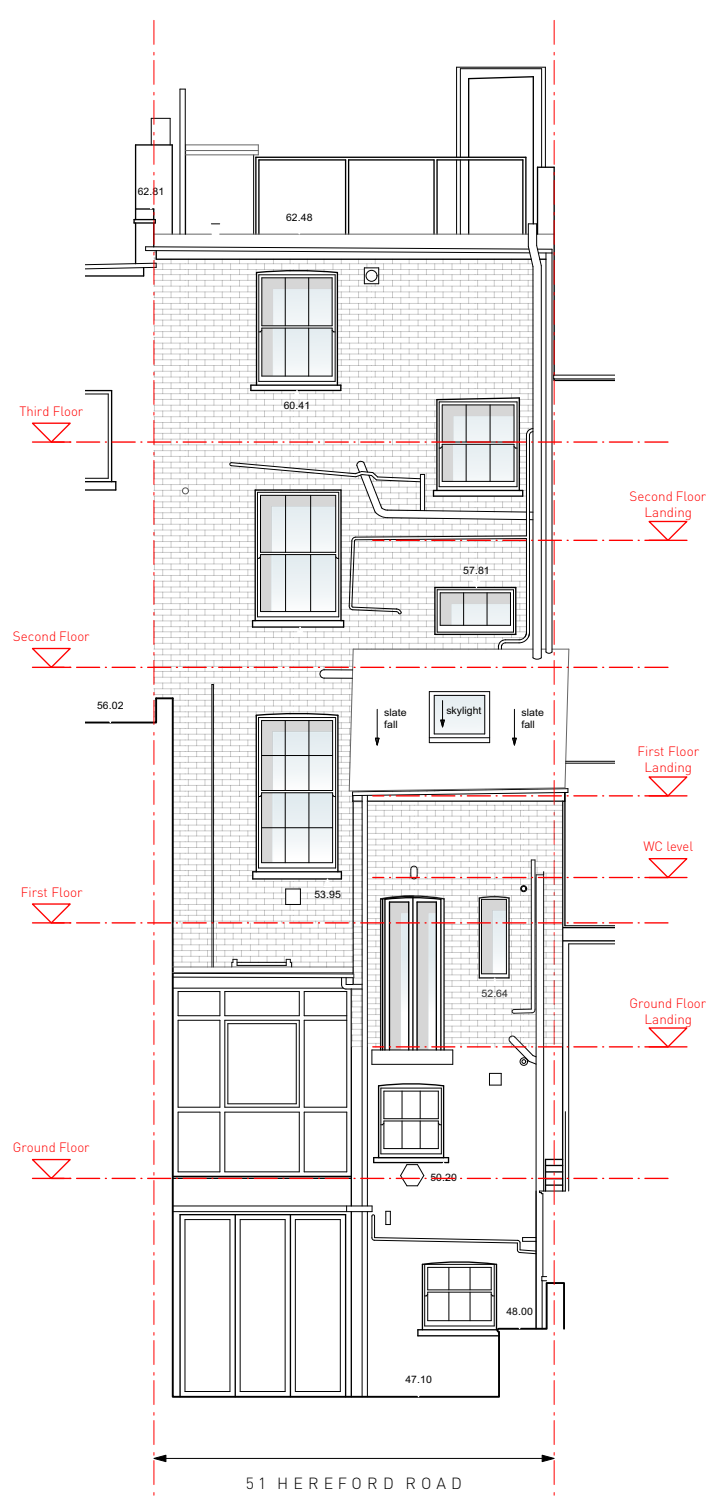 62.81
62.48
60.41
Third Floor
Second Floor
Landing
57.81
Second Floor
56.02
slate
fall
skylight
slate
fall
First Floor
Landing
WC level
First Floor
53.95
52.64
Ground Floor
Landing
Ground Floor
50.20
48.00
47.10
51 HEREFORD ROAD